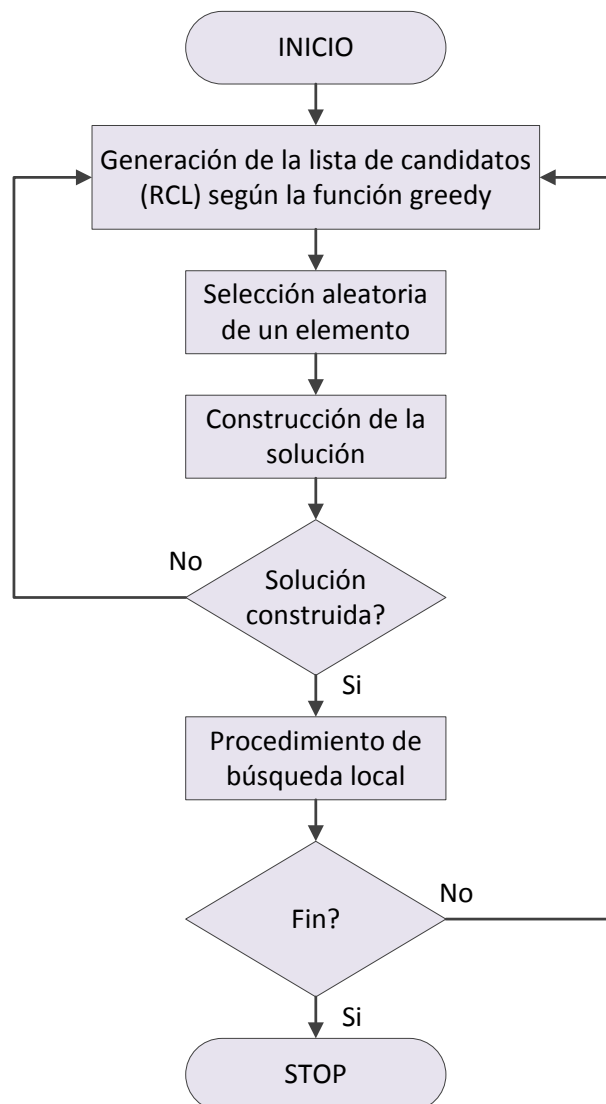 INICIO
Generación de la lista de candidatos
(RCL) según la función greedy
Selección aleatoria
de un elemento
Construcción de la
solución
No
Solución
construida?
Si
Procedimiento de
búsqueda local
No
Fin?
Si
STOP